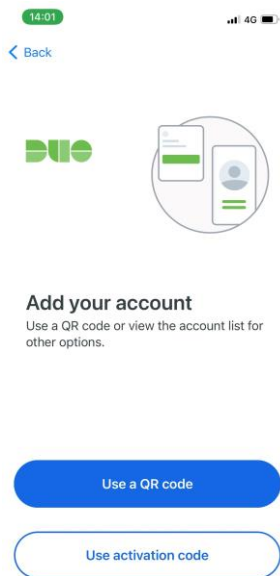 14:01
4G
Back
DUO
Add your account
Use a QR code or view the account list for
other options.
Use a QR code
Use activation code